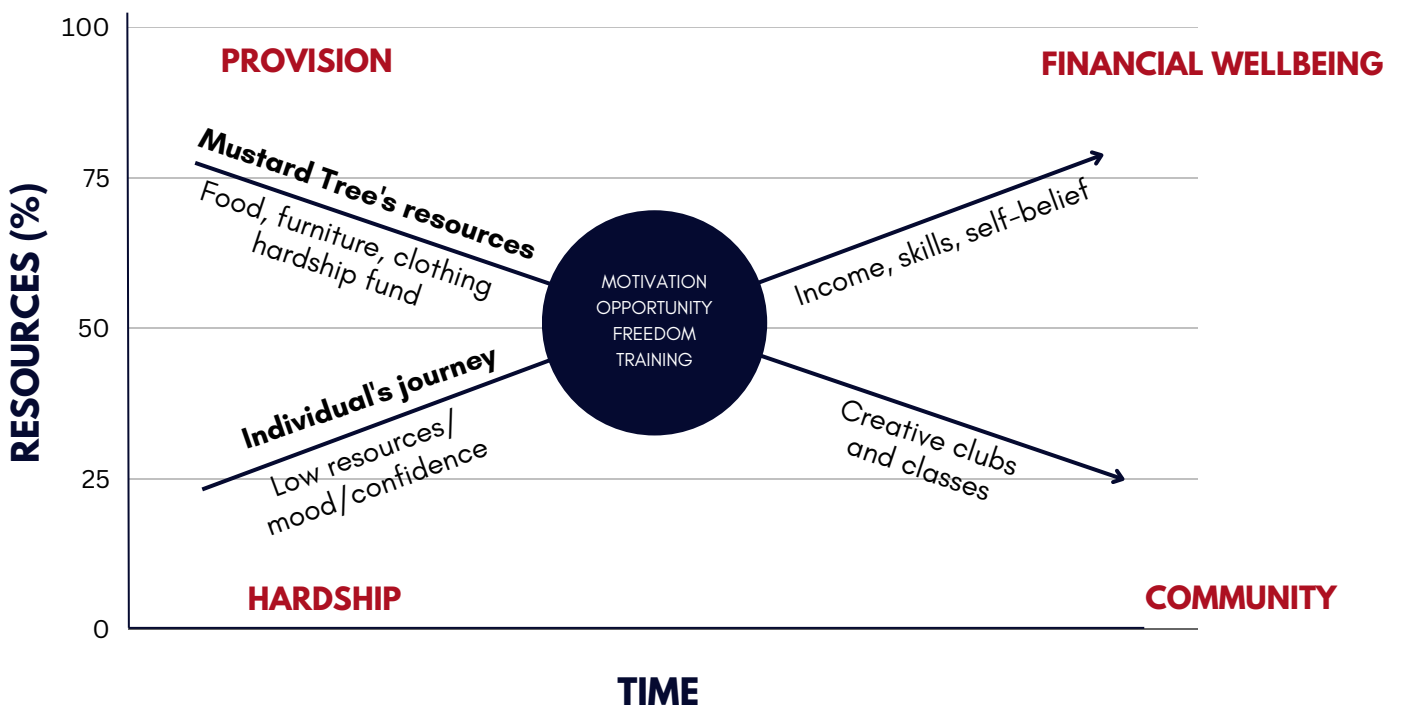 100
PROVISION
FINANCIAL WELLBEING
Mustard Tree's resources
75
Food, furniture, clothing
hardship fund
Income, skills, self-belief
MOTIVATION
OPPORTUNITY
FREEDOM
TRAINING
RESOURCES (%)
50
Individual's journey
Low resources/
mood/confidence
Creative clubs
and classes
25
HARDSHIP
COMMUNITY
0
TIME